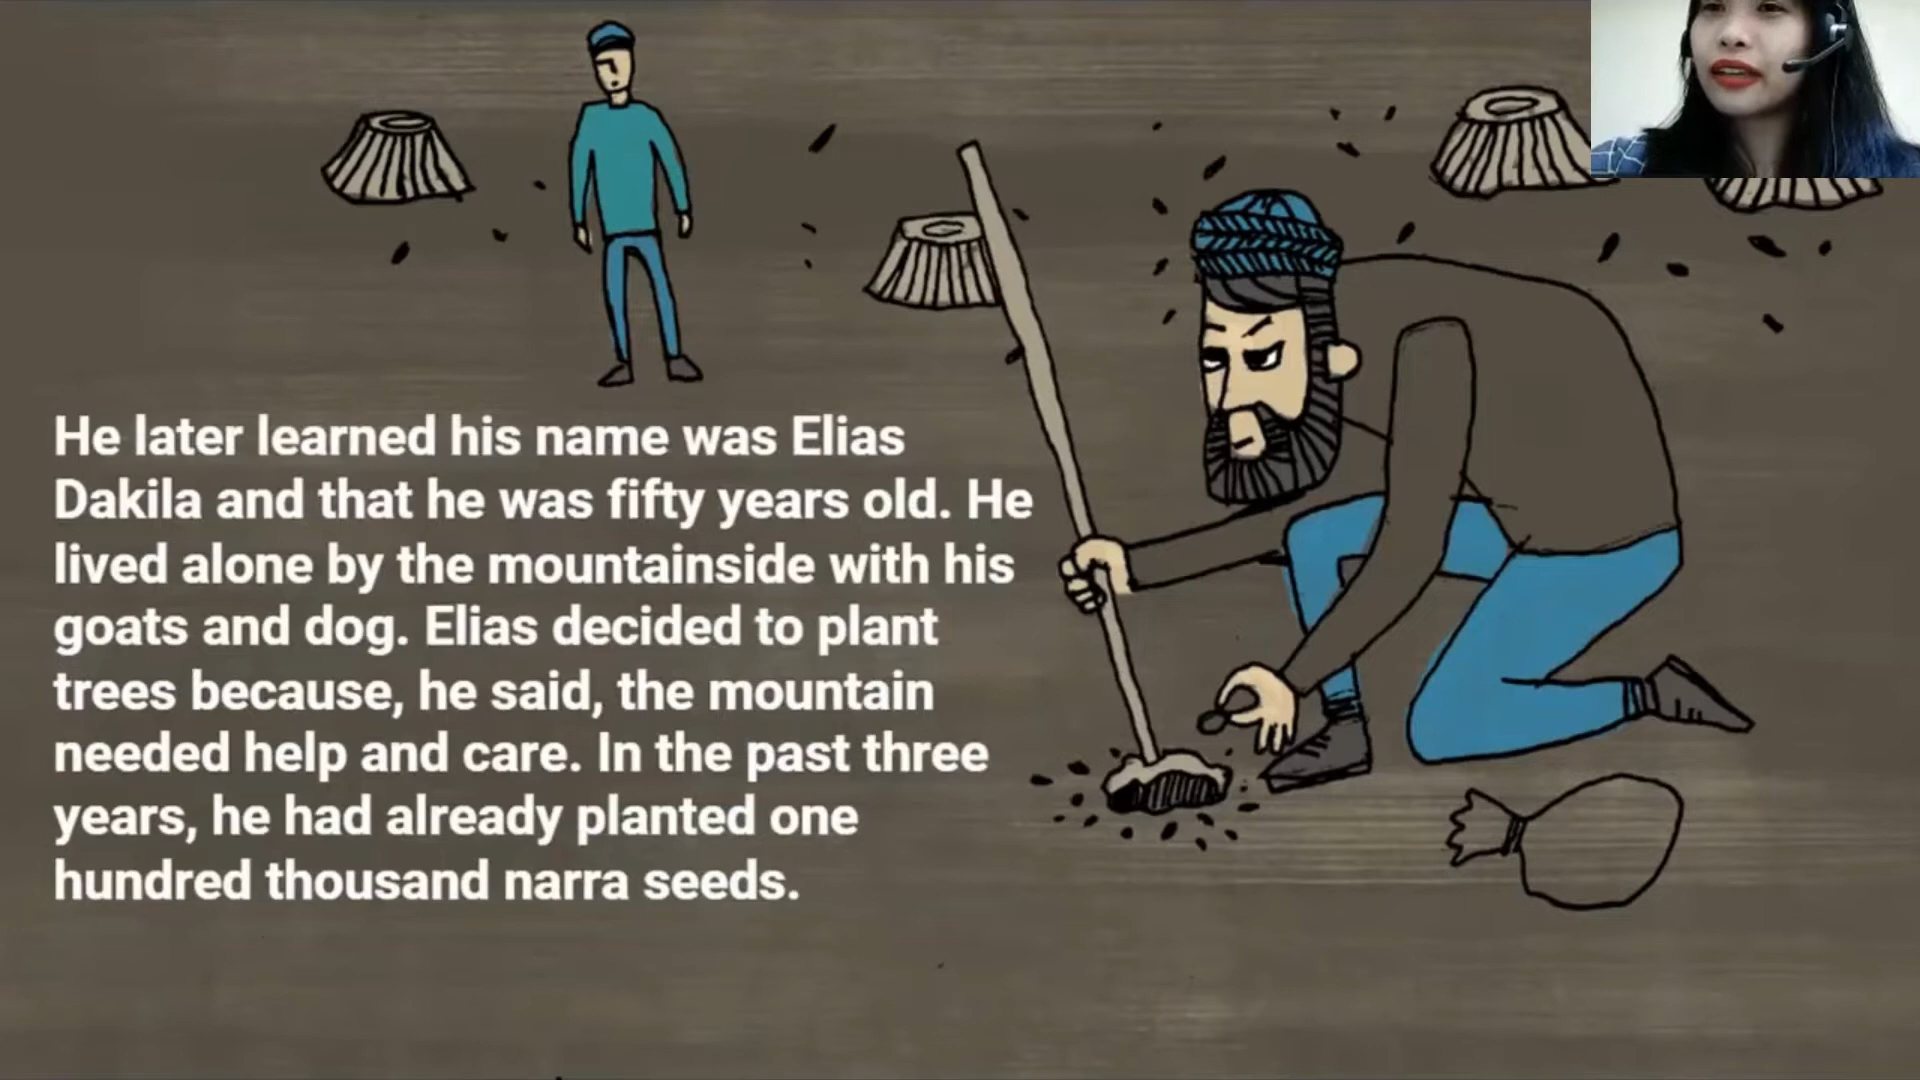 He later learned his name was Elias
Dakila and that he was fifty years old. He
lived alone by the mountainside with his
goats and dog. Elias decided to plant
trees because, he said, the mountain
needed help and care. In the past three
years, he had already planted one
hundred thousand narra seeds.